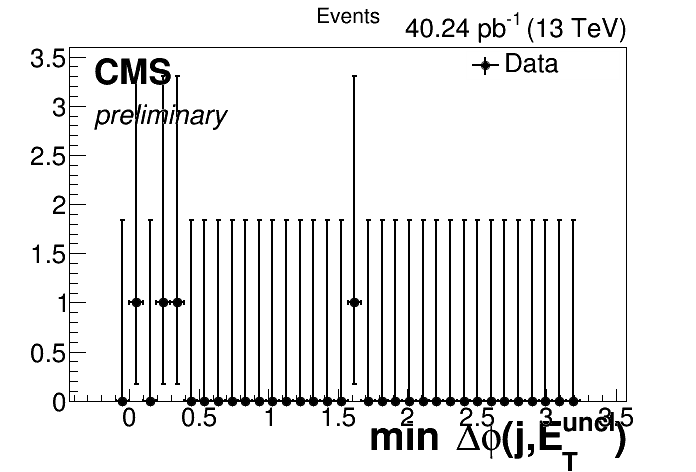 Events
40.24 pb-1 (13 TeV)
CMS
preliminary
Data
3.5
3
2.5
2
1.5
1
0.5
0
0 0.5 1 1.5 2 2.5 3 3.5
min Δϕ(j,E_T^uncl)